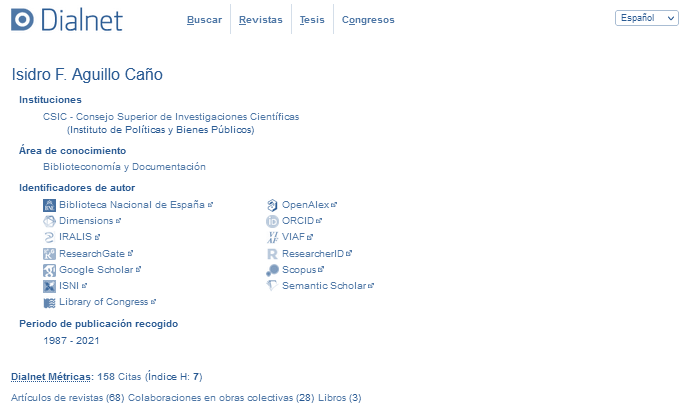 Dialnet
Buscar Revistas Tesis Congresos
Español
Isidro F. Aguillo Caño
Instituciones
CSIC - Consejo Superior de Investigaciones Científicas
(Instituto de Políticas y Bienes Públicos)
Área de conocimiento
Biblioteconomía y Documentación
Identificadores de autor
BNE Biblioteca Nacional de España OpenAlex
Dimensions iD ORCID
IRALIS VIAF VIAF
ResearchGate R ResearcherID
Google Scholar Scopus
ISNI Semantic Scholar
Library of Congress
Periodo de publicación recogido
1987 - 2021
Dialnet Métricas: 158 Citas (Índice H: 7)
Artículos de revistas (68) Colaboraciones en obras colectivas (28) Libros (3)